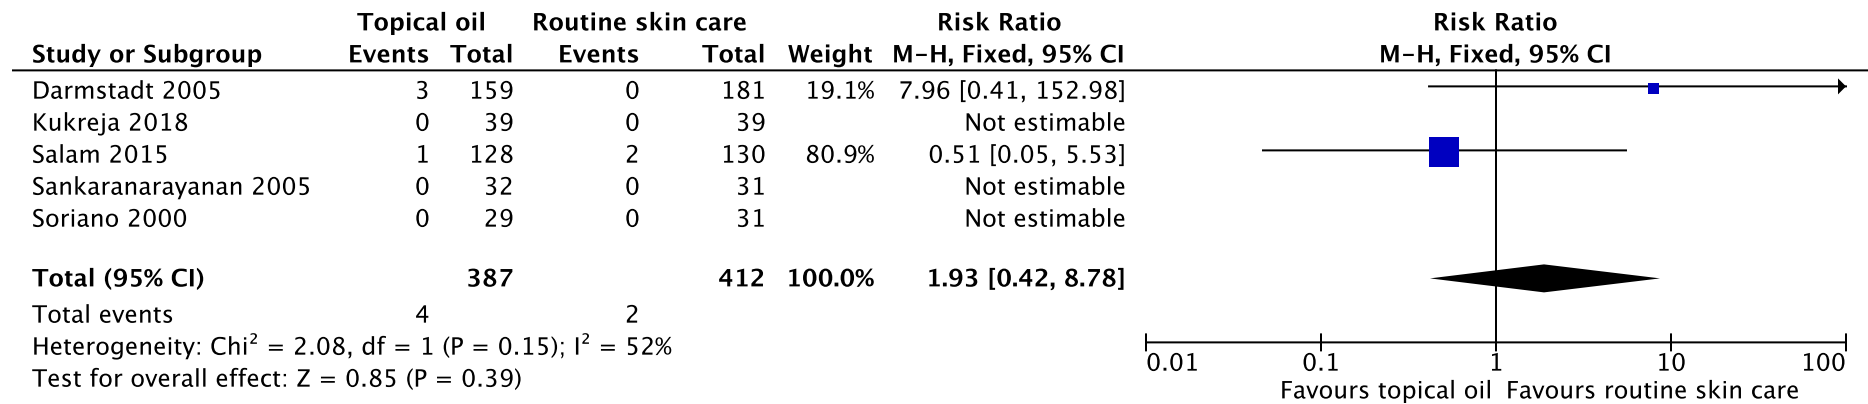 Topical oil Routine skin care Risk Ratio Risk Ratio
Study or Subgroup Events Total Events Total Weight M-H, Fixed, 95% CI M-H, Fixed, 95% CI
Darmstadt 2005 3 159 0 181 19.1% 7.96 [0.41, 152.98]
Kukreja 2018 0 39 0 39 Not estimable
Salam 2015 1 128 2 130 80.9% 0.51 [0.05, 5.53]
Sankaranarayanan 2005 0 32 0 31 Not estimable
Soriano 2000 0 29 0 31 Not estimable
Total (95% CI) 387 412 100.0% 1.93 [0.42, 8.78]
Total events 4 2
Heterogeneity: Chi² = 2.08, df = 1 (P = 0.15); I² = 52%
Test for overall effect: Z = 0.85 (P = 0.39)
0.01 0.1 1 10 100
Favours topical oil Favours routine skin care